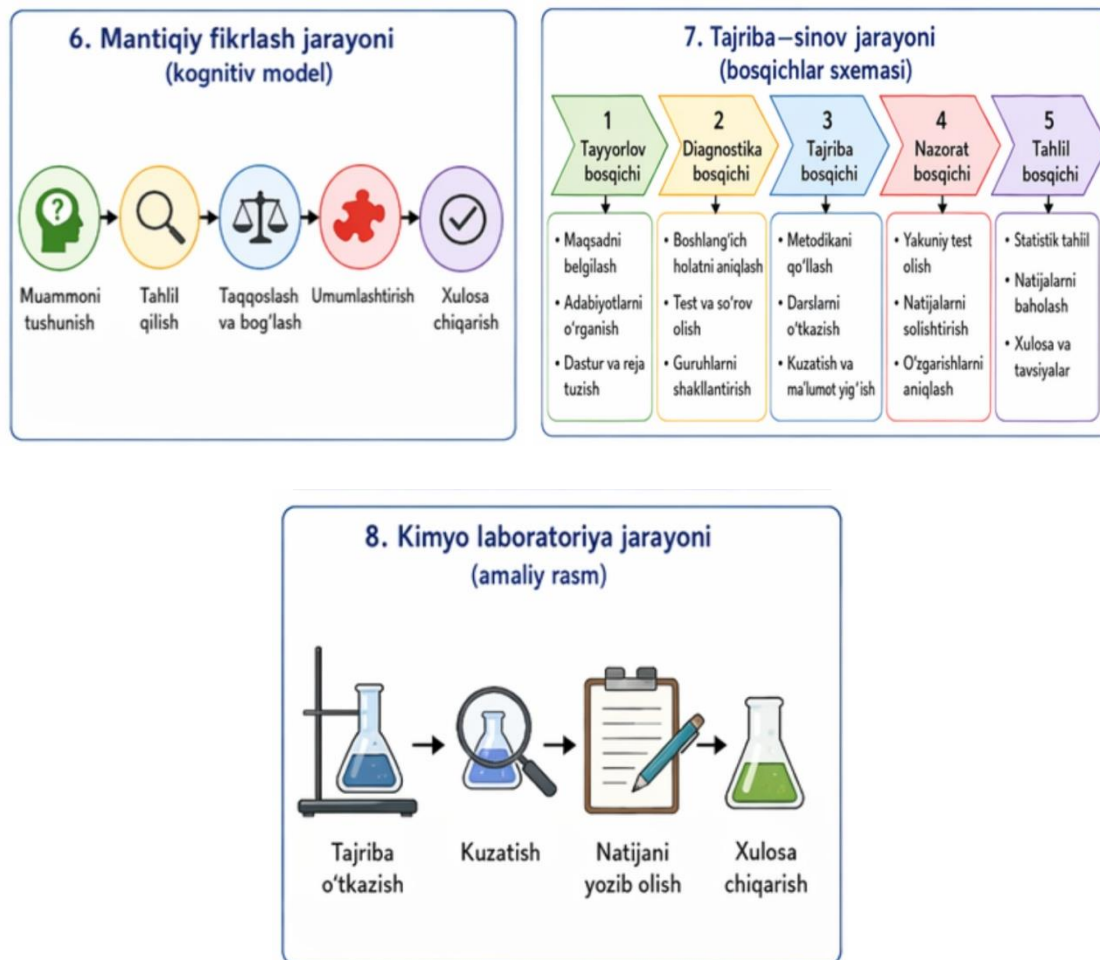 6. Mantiqiy fikrlash jarayoni
(kognitiv model)
?
Muammoni
tushunish
Tahlil
qilish
Taqqoslash
va bog‘lash
Umumlashtirish
Xulosa
chiqarish
7. Tajriba–sinov jarayoni
(bosqichlar sxemasi)
1
Tayyorlov
bosqichi
2
Diagnostika
bosqichi
3
Tajriba
bosqichi
4
Nazorat
bosqichi
5
Tahlil
bosqichi
• Maqsadni
belgilash
• Adabiyotlarni
o‘rganish
• Dastur va reja
tuzish
• Boshlang‘ich
holatni aniqlash
• Test va so‘rov
olish
• Guruhlarni
shakllantirish
• Metodikani
qo‘llash
• Darslarni
o‘tkazish
• Kuzatish va
ma’lumot yig‘ish
• Yakuniy test
olish
• Natijalarni
solishtirish
• O‘zgarishlarni
aniqlash
• Statistik tahlil
• Natijalarni
baholash
• Xulosa va
tavsiyalar
8. Kimyo laboratoriya jarayoni
(amaliy rasm)
Tajriba
o‘tkazish
Kuzatish
Natijani
yozib olish
Xulosa
chiqarish